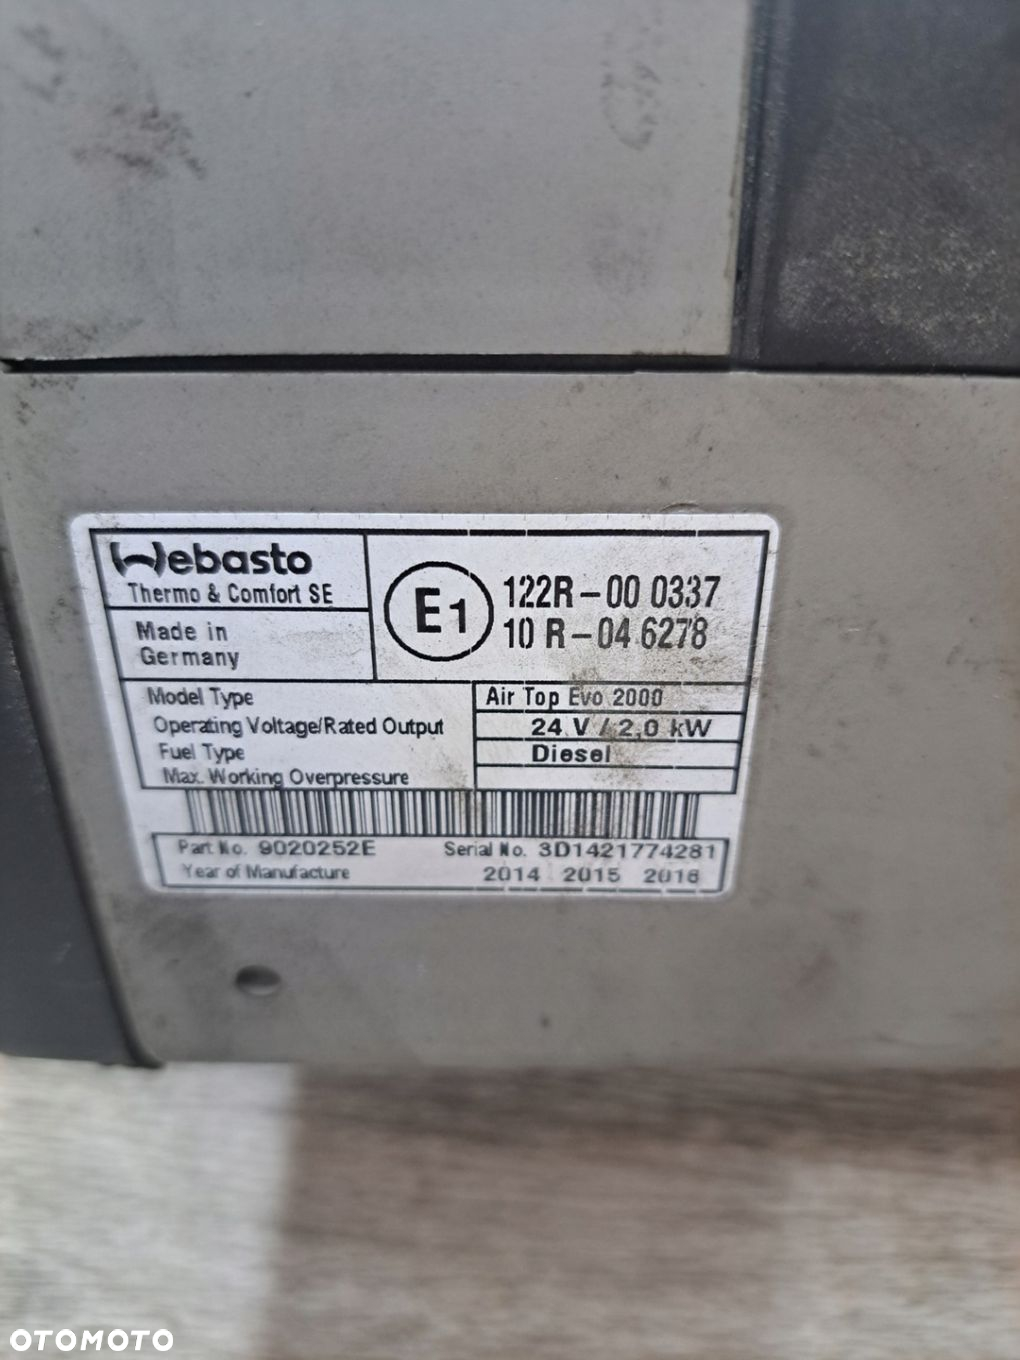 Webasto
Thermo & Comfort SE
Made in
Germany
E1
122R-00 0337
10 R-04 6278
Model Type Air Top Evo 2000
Operating Voltage/Rated Output 24 V / 2,0 kW
Fuel Type Diesel
Max. Working Overpressure
Part No. 9020252E Serial No. 3D1421774281
Year of Manufacture 2014 2015 2016
OTOMOTO